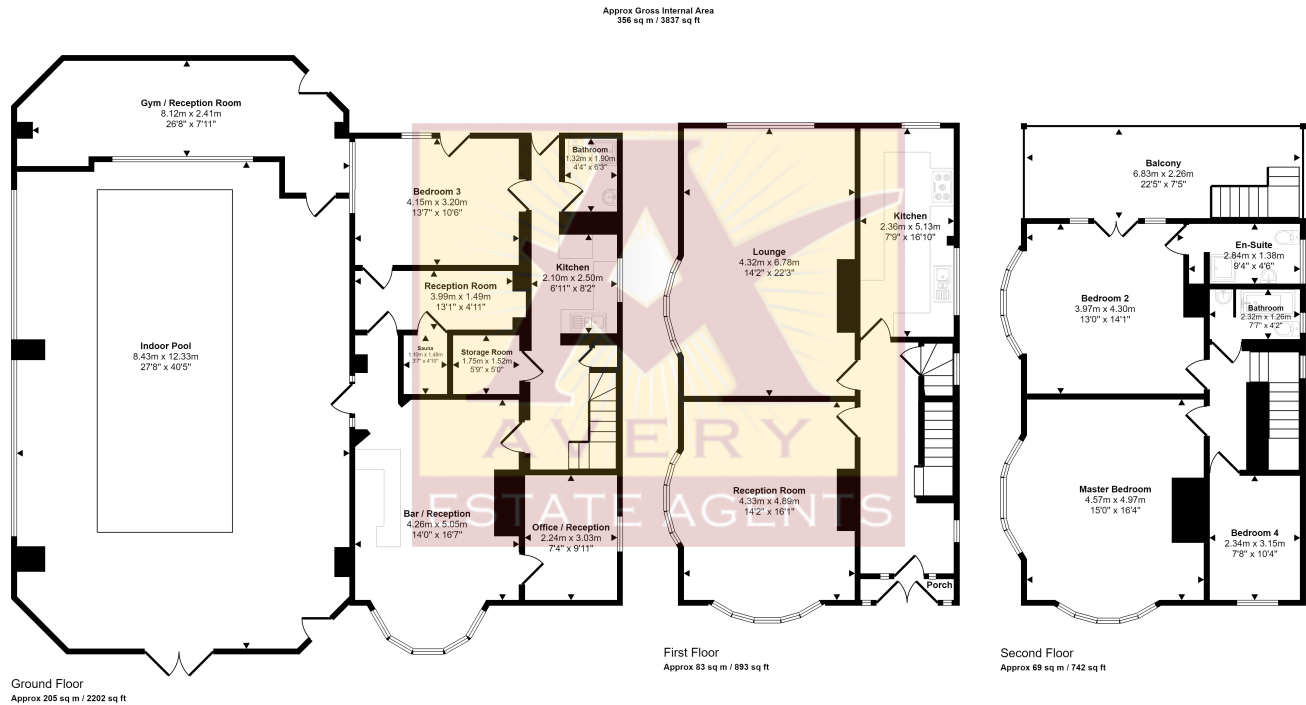 Approx Gross Internal Area
356 sq m / 3837 sq ft
Gym / Reception Room
8.12m x 2.41m
26'8" x 7'11"
Indoor Pool
8.43m x 12.33m
27'8" x 40'5"
Bedroom 3
4.15m x 3.20m
13'7" x 10'6"
Bathroom
1.32m x 1.90m
4'4" x 6'3"
Kitchen
2.10m x 2.50m
6'11" x 8'2"
Reception Room
3.99m x 1.49m
13'1" x 4'11"
Sauna
1.10m x 1.48m
3'7" x 4'10"
Storage Room
1.75m x 1.52m
5'9" x 5'0"
Bar / Reception
4.26m x 5.05m
14'0" x 16'7"
Office / Reception
2.24m x 3.03m
7'4" x 9'11"
Ground Floor
Approx 205 sq m / 2202 sq ft
Lounge
4.32m x 6.78m
14'2" x 22'3"
Kitchen
2.36m x 5.13m
7'9" x 16'10"
Reception Room
4.33m x 4.89m
14'2" x 16'1"
Porch
First Floor
Approx 83 sq m / 893 sq ft
Balcony
6.83m x 2.26m
22'5" x 7'5"
En-Suite
2.84m x 1.38m
9'4" x 4'6"
Bedroom 2
3.97m x 4.30m
13'0" x 14'1"
Bathroom
2.32m x 1.26m
7'7" x 4'2"
Master Bedroom
4.57m x 4.97m
15'0" x 16'4"
Bedroom 4
2.34m x 3.15m
7'8" x 10'4"
Second Floor
Approx 69 sq m / 742 sq ft
AVERY
ESTATE AGENTS